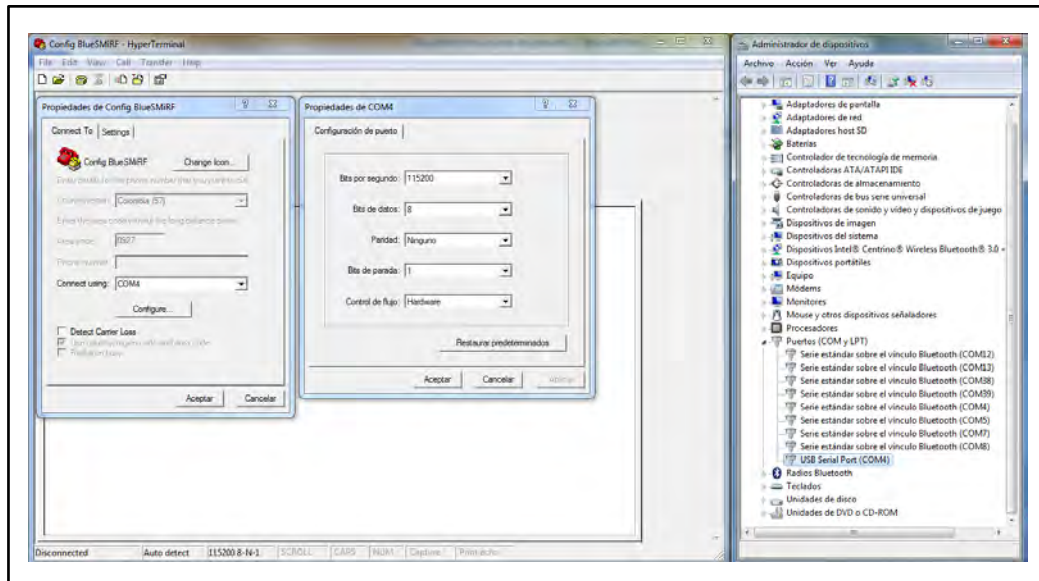 Config BlueSMiRF - HyperTerminal
File Edit View Call Transfer Help
Propiedades de Config BlueSMiRF
Connect To
Settings
Config BlueSMiRF
Change Icon...
Colombia (57)
0927
Connect using:
COM4
Configure...
Detect Carrier Loss
Aceptar
Cancelar
Propiedades de COM4
Configuración de puerto
Bits por segundo:
115200
Bits de datos:
8
Paridad:
Ninguno
Bits de parada:
1
Control de flujo:
Hardware
Restaurar predeterminados
Aceptar
Cancelar
Aplicar
Disconnected
Auto detect
115200 8-N-1
SCROLL
CAPS
NUM
Capture
Print echo
Administrador de dispositivos
Archivo Acción Ver Ayuda
Adaptadores de pantalla
Adaptadores de red
Adaptadores host SD
Baterías
Controlador de tecnología de memoria
Controladoras ATA/ATAPI IDE
Controladoras de almacenamiento
Controladoras de bus serie universal
Controladoras de sonido y vídeo y dispositivos de juego
Dispositivos de imagen
Dispositivos del sistema
Dispositivos Intel® Centrino® Wireless Bluetooth® 3.0 +
Dispositivos portátiles
Equipo
Módems
Monitores
Mouse y otros dispositivos señaladores
Procesadores
Puertos (COM y LPT)
Serie estándar sobre el vínculo Bluetooth (COM12)
Serie estándar sobre el vínculo Bluetooth (COM13)
Serie estándar sobre el vínculo Bluetooth (COM38)
Serie estándar sobre el vínculo Bluetooth (COM39)
Serie estándar sobre el vínculo Bluetooth (COM4)
Serie estándar sobre el vínculo Bluetooth (COM5)
Serie estándar sobre el vínculo Bluetooth (COM7)
Serie estándar sobre el vínculo Bluetooth (COM8)
USB Serial Port (COM4)
Radios Bluetooth
Teclados
Unidades de disco
Unidades de DVD o CD-ROM